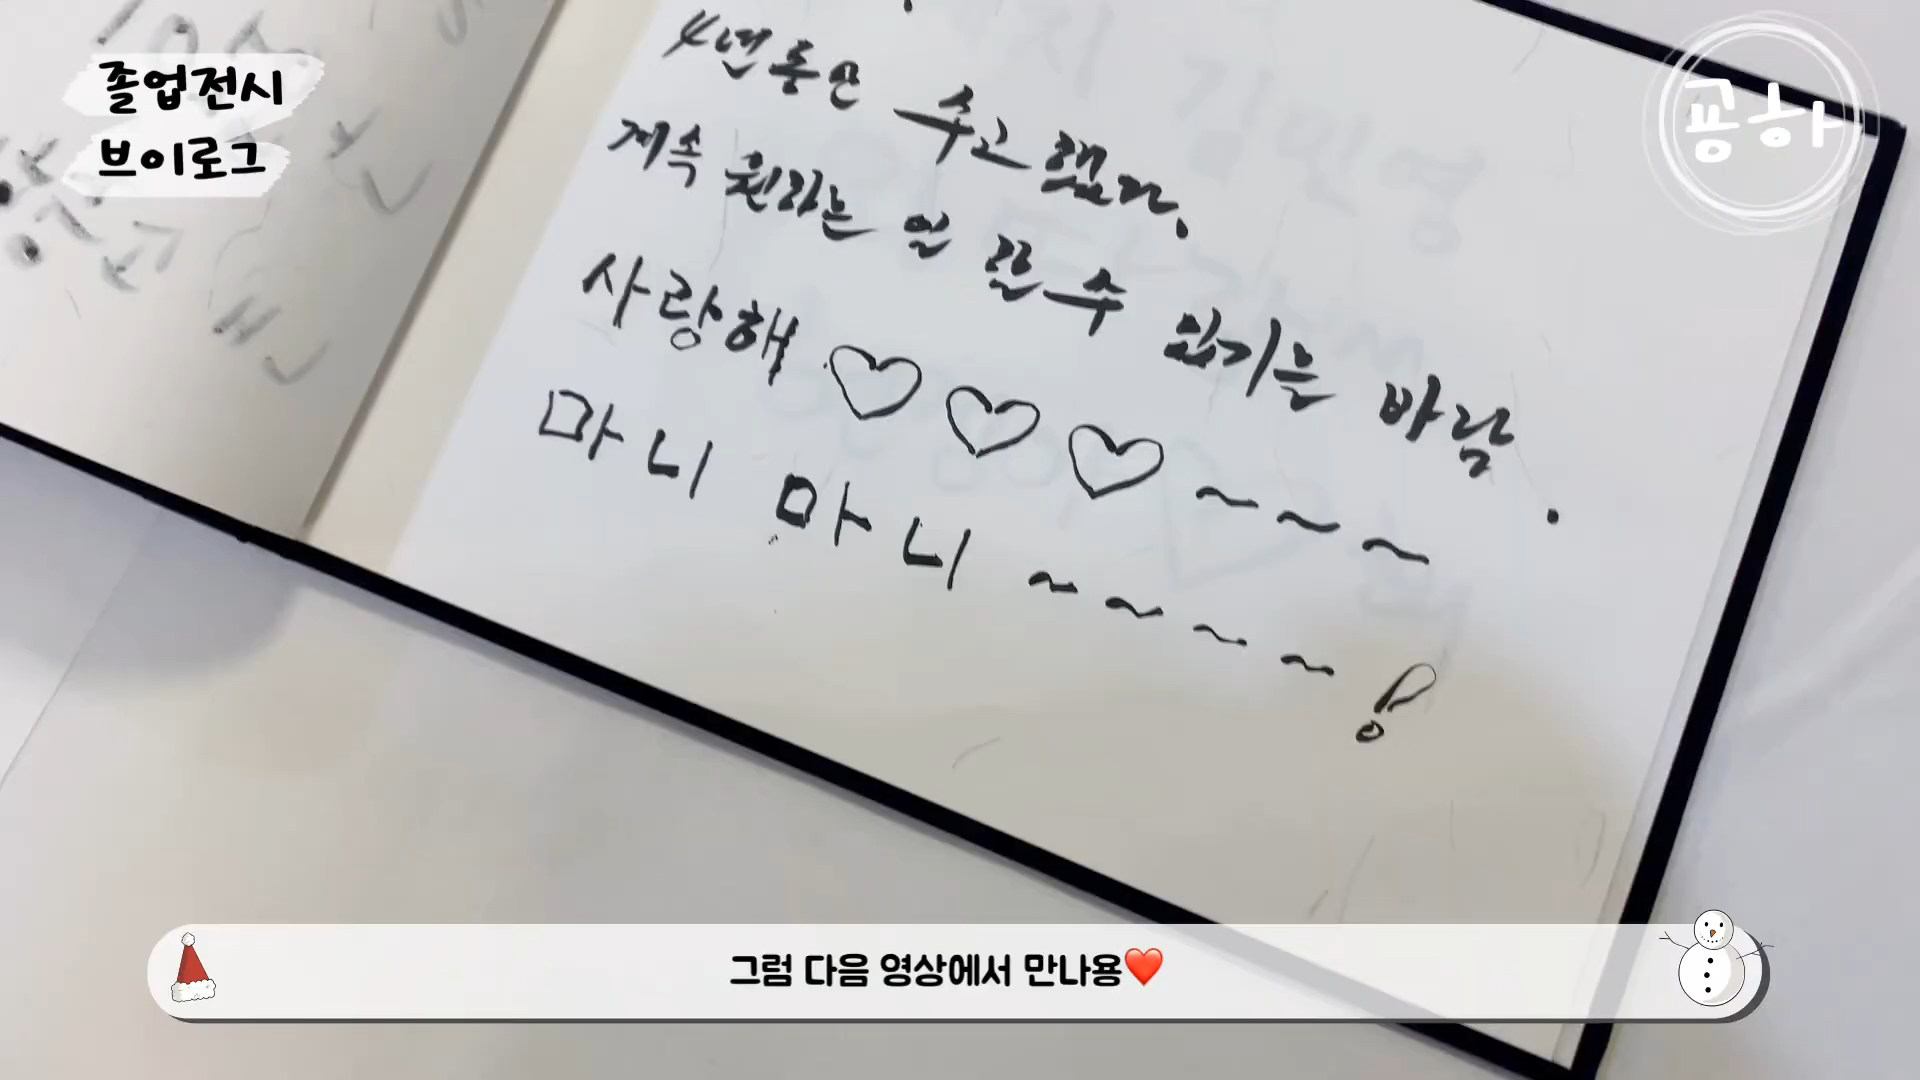 졸업전시
브이로그
공하
4년동안 수고했다.
계속 원하는 일 할 수 있기를 바람.
사랑해 ♡♡♡~~~
마니 마니~~~~!
그럼 다음 영상에서 만나용❤️